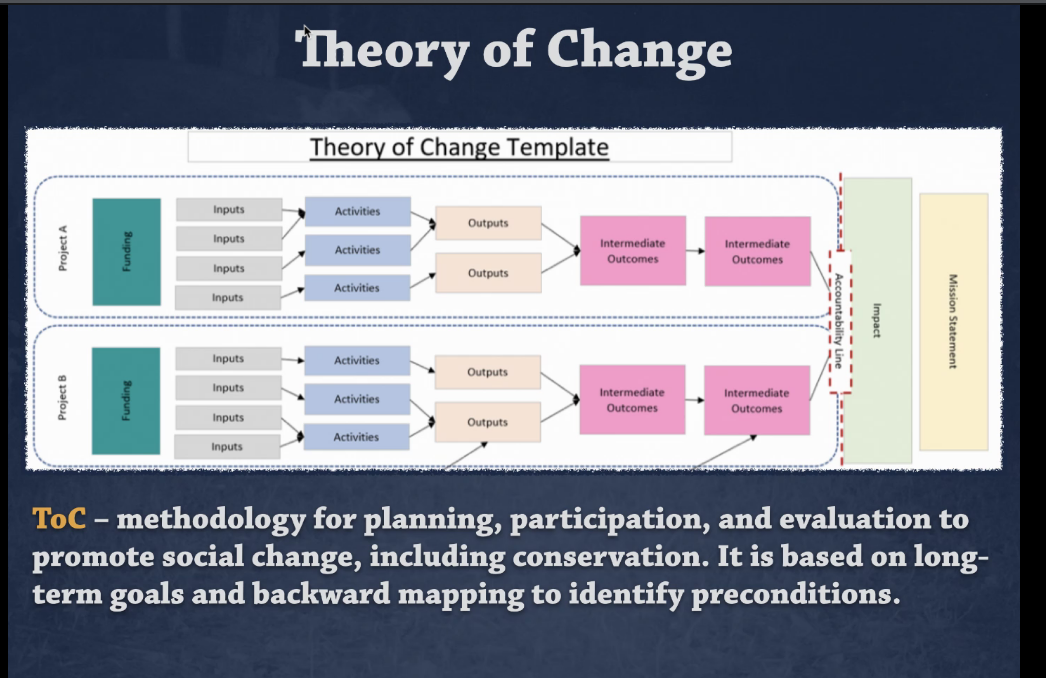 Theory of Change
Theory of Change Template
Project A
Funding
Inputs
Inputs
Inputs
Inputs
Activities
Activities
Activities
Outputs
Outputs
Intermediate
Outcomes
Intermediate
Outcomes
Project B
Funding
Inputs
Inputs
Inputs
Inputs
Activities
Activities
Activities
Outputs
Outputs
Intermediate
Outcomes
Intermediate
Outcomes
Accountability Line
Impact
Mission Statement
ToC – methodology for planning, participation, and evaluation to
promote social change, including conservation. It is based on long-
term goals and backward mapping to identify preconditions.